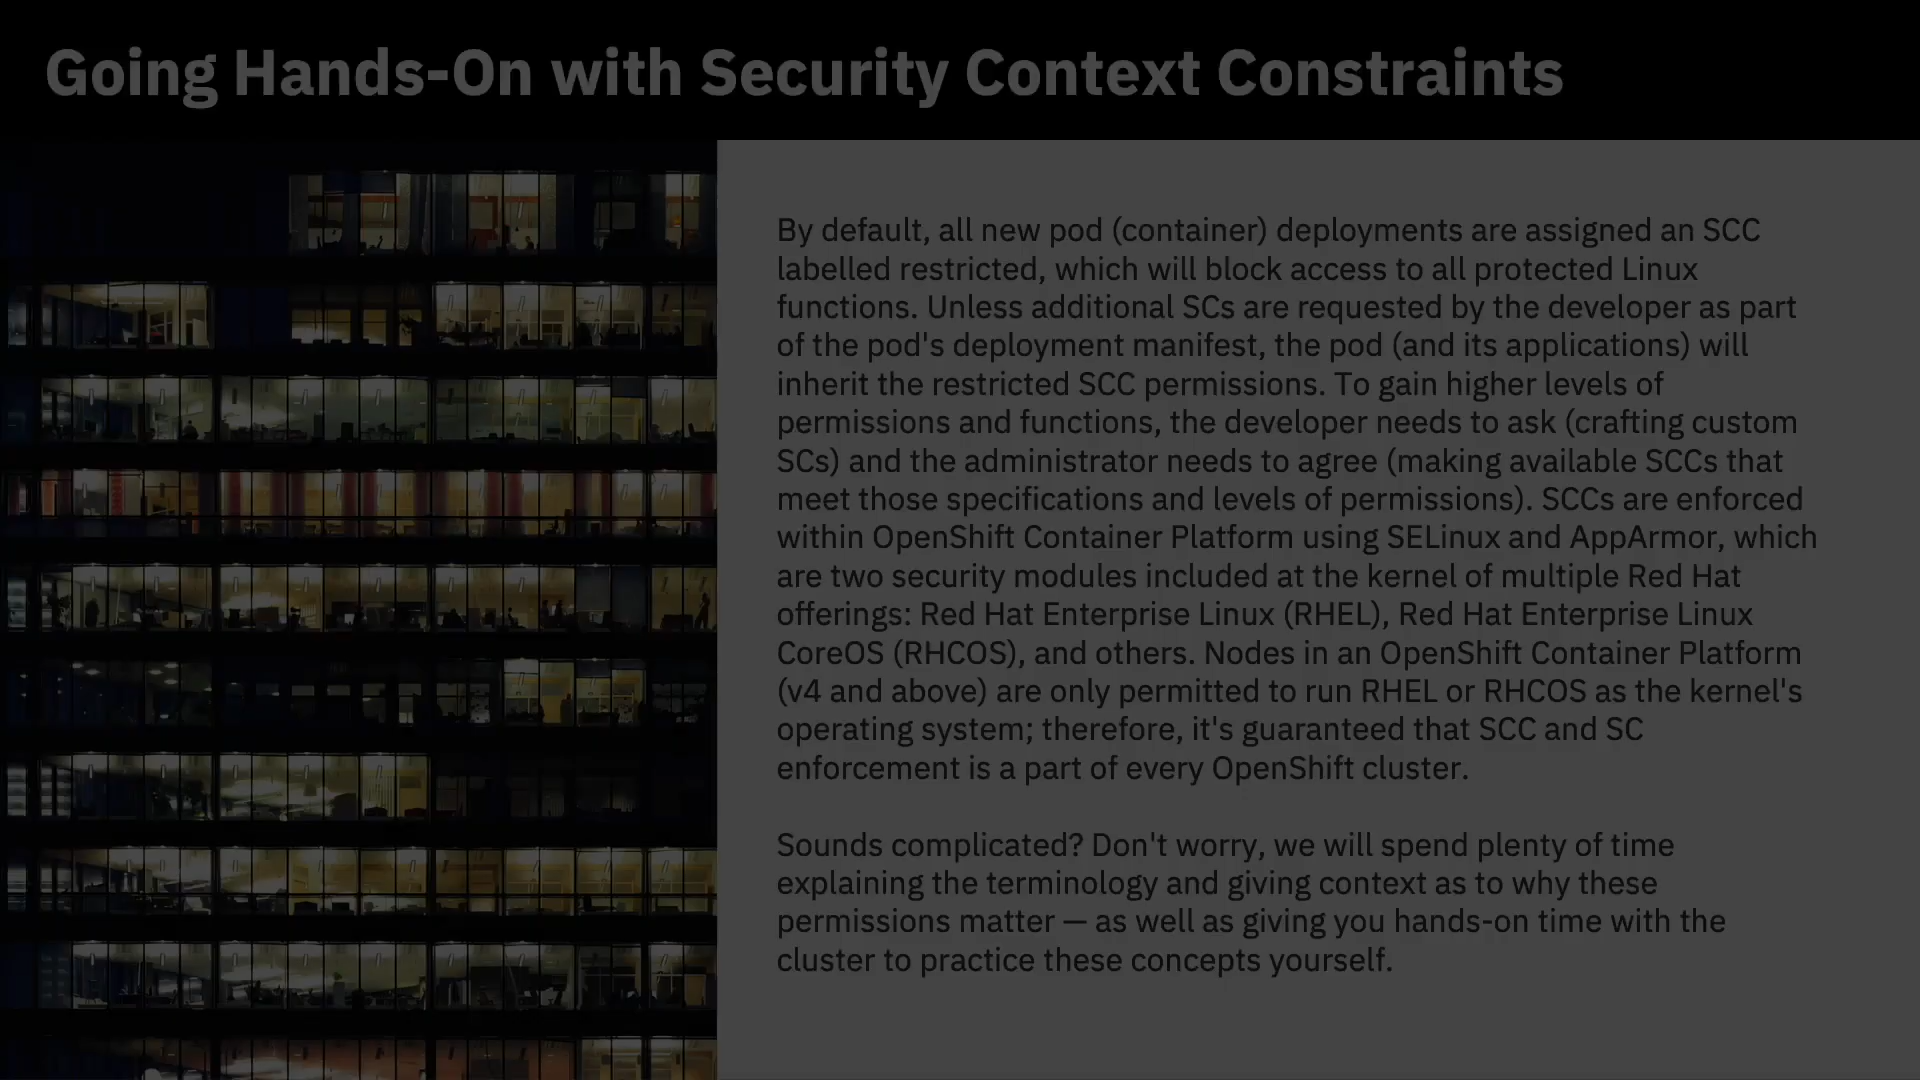 Going Hands-On with Security Context Constraints
By default, all new pod (container) deployments are assigned an SCC
labelled restricted, which will block access to all protected Linux
functions. Unless additional SCs are requested by the developer as part
of the pod's deployment manifest, the pod (and its applications) will
inherit the restricted SCC permissions. To gain higher levels of
permissions and functions, the developer needs to ask (crafting custom
SCs) and the administrator needs to agree (making available SCCs that
meet those specifications and levels of permissions). SCCs are enforced
within OpenShift Container Platform using SELinux and AppArmor, which
are two security modules included at the kernel of multiple Red Hat
offerings: Red Hat Enterprise Linux (RHEL), Red Hat Enterprise Linux
CoreOS (RHCOS), and others. Nodes in an OpenShift Container Platform
(v4 and above) are only permitted to run RHEL or RHCOS as the kernel's
operating system; therefore, it's guaranteed that SCC and SC
enforcement is a part of every OpenShift cluster.
Sounds complicated? Don't worry, we will spend plenty of time
explaining the terminology and giving context as to why these
permissions matter — as well as giving you hands-on time with the
cluster to practice these concepts yourself.